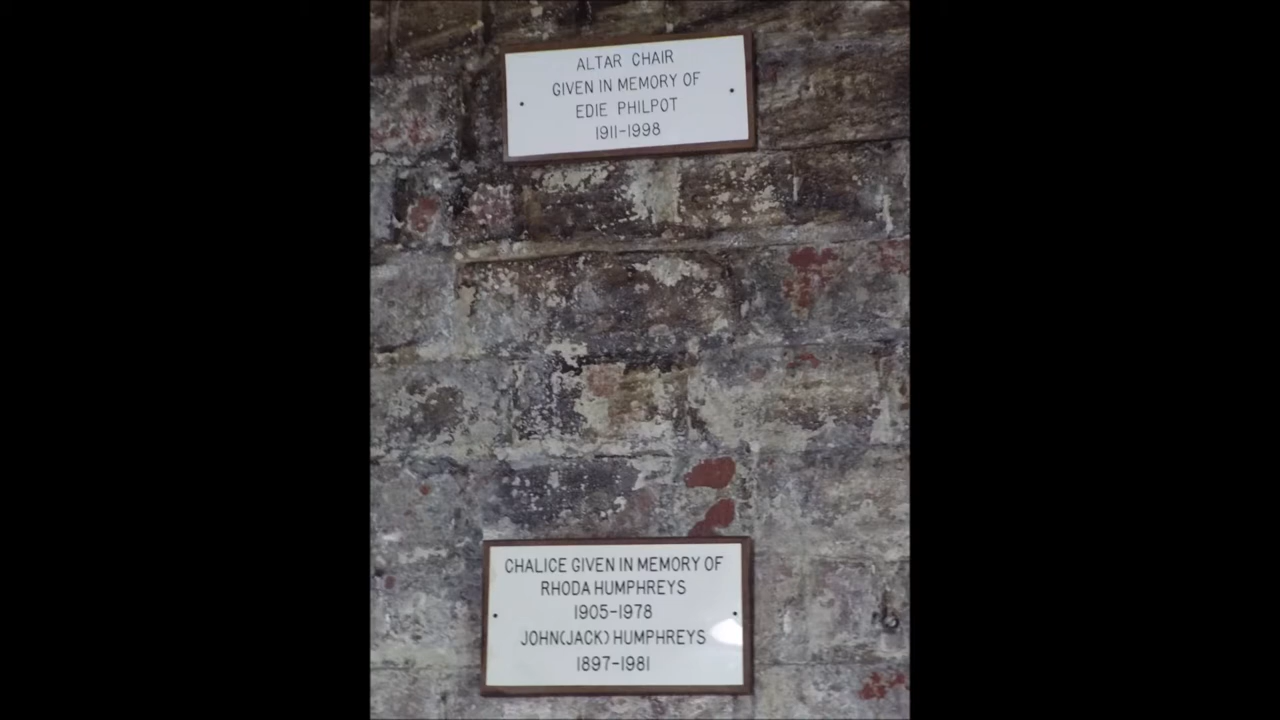 ALTAR CHAIR
GIVEN IN MEMORY OF
EDIE PHILPOT
1911-1998
CHALICE GIVEN IN MEMORY OF
RHODA HUMPHREYS
1905-1978
JOHN(JACK) HUMPHREYS
1897-1981